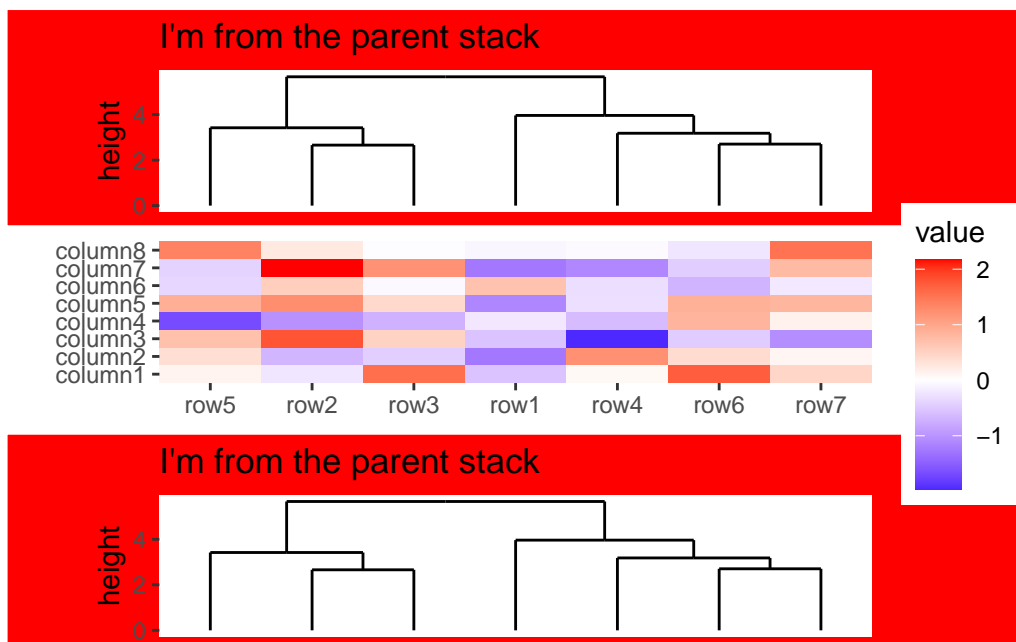 I'm from the parent stack
height
4
2
0
column8
column7
column6
column5
column4
column3
column2
column1
row5 row2 row3 row1 row4 row6 row7
value
2
1
0
−1
I'm from the parent stack
height
4
2
0